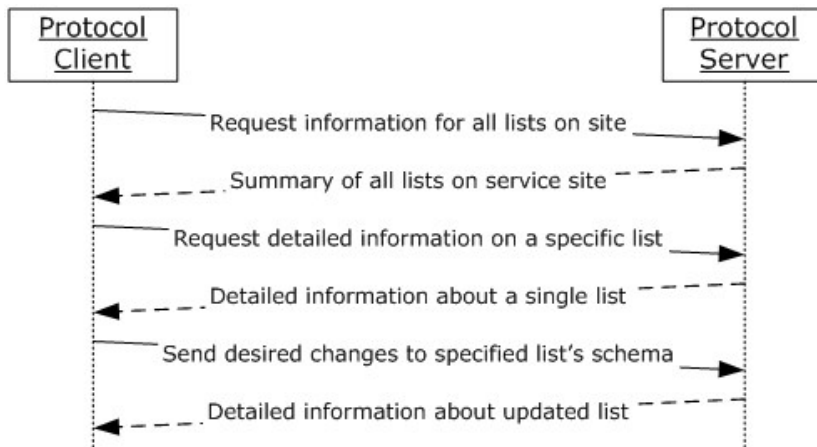 Protocol
Client
Protocol
Server
Request information for all lists on site
Summary of all lists on service site
Request detailed information on a specific list
Detailed information about a single list
Send desired changes to specified list's schema
Detailed information about updated list